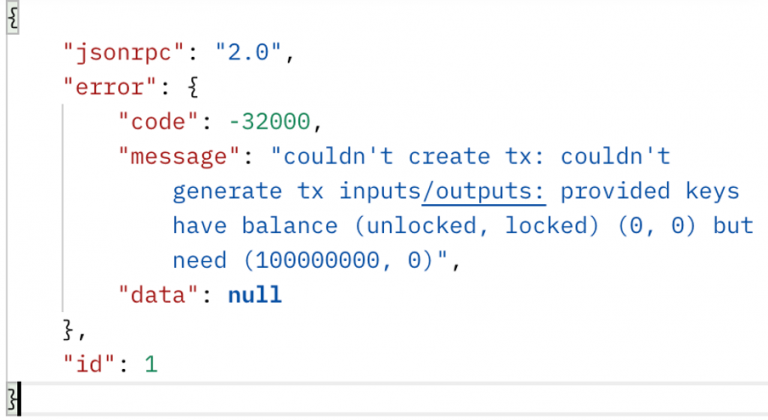 {
"jsonrpc": "2.0",
"error": {
"code": -32000,
"message": "couldn't create tx: couldn't
generate tx inputs/outputs: provided keys
have balance (unlocked, locked) (0, 0) but
need (100000000, 0)",
"data": null
},
"id": 1
}